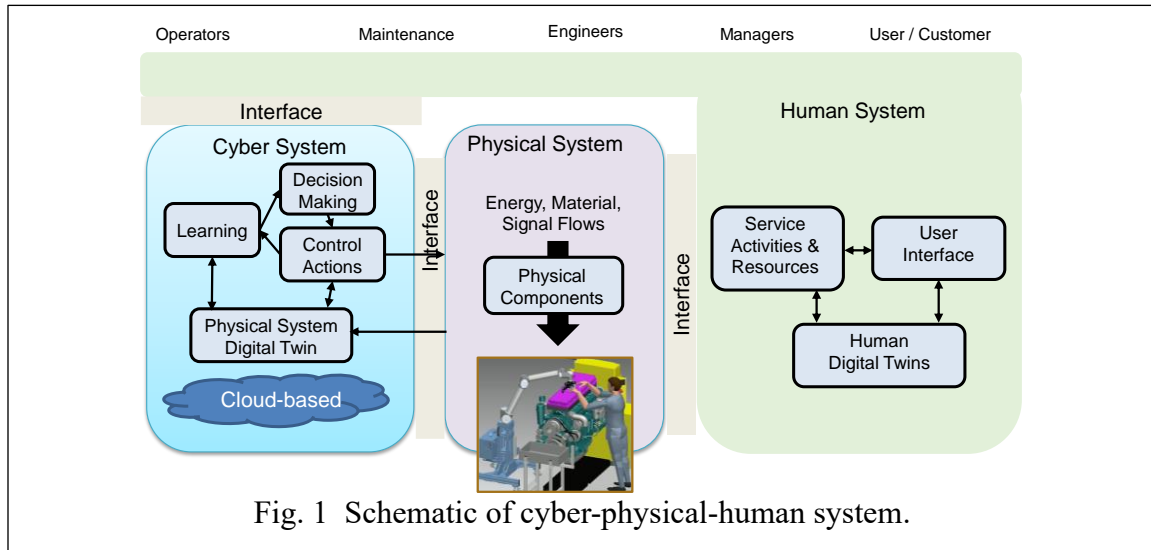 Operators
Maintenance
Engineers
Managers
User / Customer
Interface
Human System
Cyber System
Decision
Making
Learning
Control
Actions
Physical System
Digital Twin
Cloud-based
Interface
Physical System
Energy, Material,
Signal Flows
Physical
Components
Interface
Service
Activities &
Resources
User
Interface
Human
Digital Twins
Fig. 1 Schematic of cyber-physical-human system.